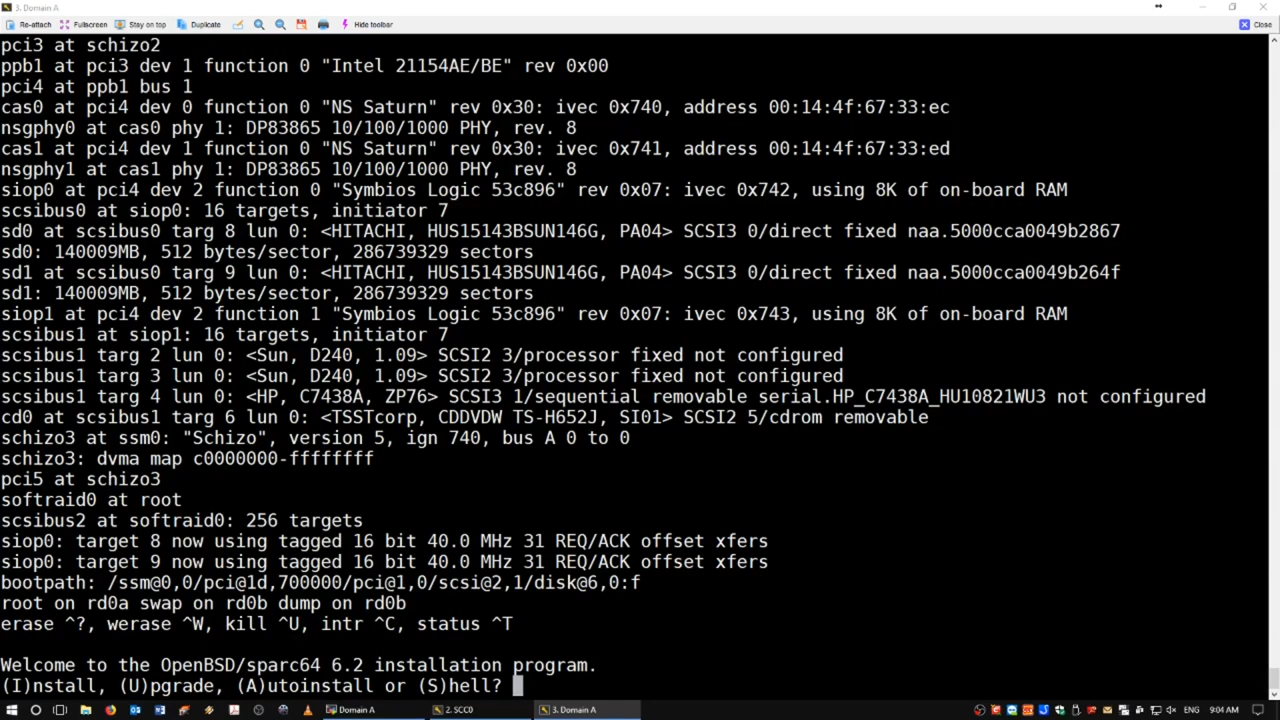 3. Domain A
Re-attach Fullscreen Stay on top Duplicate Hide toolbar Close
pci3 at schizo2
ppb1 at pci3 dev 1 function 0 "Intel 21154AE/BE" rev 0x00
pci4 at ppb1 bus 1
cas0 at pci4 dev 0 function 0 "NS Saturn" rev 0x30: ivec 0x740, address 00:14:4f:67:33:ec
nsgphy0 at cas0 phy 1: DP83865 10/100/1000 PHY, rev. 8
cas1 at pci4 dev 1 function 0 "NS Saturn" rev 0x30: ivec 0x741, address 00:14:4f:67:33:ed
nsgphy1 at cas1 phy 1: DP83865 10/100/1000 PHY, rev. 8
siop0 at pci4 dev 2 function 0 "Symbios Logic 53c896" rev 0x07: ivec 0x742, using 8K of on-board RAM
scsibus0 at siop0: 16 targets, initiator 7
sd0 at scsibus0 targ 8 lun 0: <HITACHI, HUS15143BSUN146G, PA04> SCSI3 0/direct fixed naa.5000cca0049b2867
sd0: 140009MB, 512 bytes/sector, 286739329 sectors
sd1 at scsibus0 targ 9 lun 0: <HITACHI, HUS15143BSUN146G, PA04> SCSI3 0/direct fixed naa.5000cca0049b264f
sd1: 140009MB, 512 bytes/sector, 286739329 sectors
siop1 at pci4 dev 2 function 1 "Symbios Logic 53c896" rev 0x07: ivec 0x743, using 8K of on-board RAM
scsibus1 at siop1: 16 targets, initiator 7
scsibus1 targ 2 lun 0: <Sun, D240, 1.09> SCSI2 3/processor fixed not configured
scsibus1 targ 3 lun 0: <Sun, D240, 1.09> SCSI2 3/processor fixed not configured
scsibus1 targ 4 lun 0: <HP, C7438A, ZP76> SCSI3 1/sequential removable serial.HP_C7438A_HU10821WU3 not configured
cd0 at scsibus1 targ 6 lun 0: <TSSTcorp, CDDVDW TS-H652J, SI01> SCSI2 5/cdrom removable
schizo3 at ssm0: "Schizo", version 5, ign 740, bus A 0 to 0
schizo3: dvma map c0000000-ffffffff
pci5 at schizo3
softraid0 at root
scsibus2 at softraid0: 256 targets
siop0: target 8 now using tagged 16 bit 40.0 MHz 31 REQ/ACK offset xfers
siop0: target 9 now using tagged 16 bit 40.0 MHz 31 REQ/ACK offset xfers
bootpath: /ssm@0,0/pci@1d,700000/pci@1,0/scsi@2,1/disk@6,0:f
root on rd0a swap on rd0b dump on rd0b
erase ^?, werase ^W, kill ^U, intr ^C, status ^T
Welcome to the OpenBSD/sparc64 6.2 installation program.
(I)nstall, (U)pgrade, (A)utoinstall or (S)hell?
Domain A 2. SCC0 3. Domain A ENG 9:04 AM